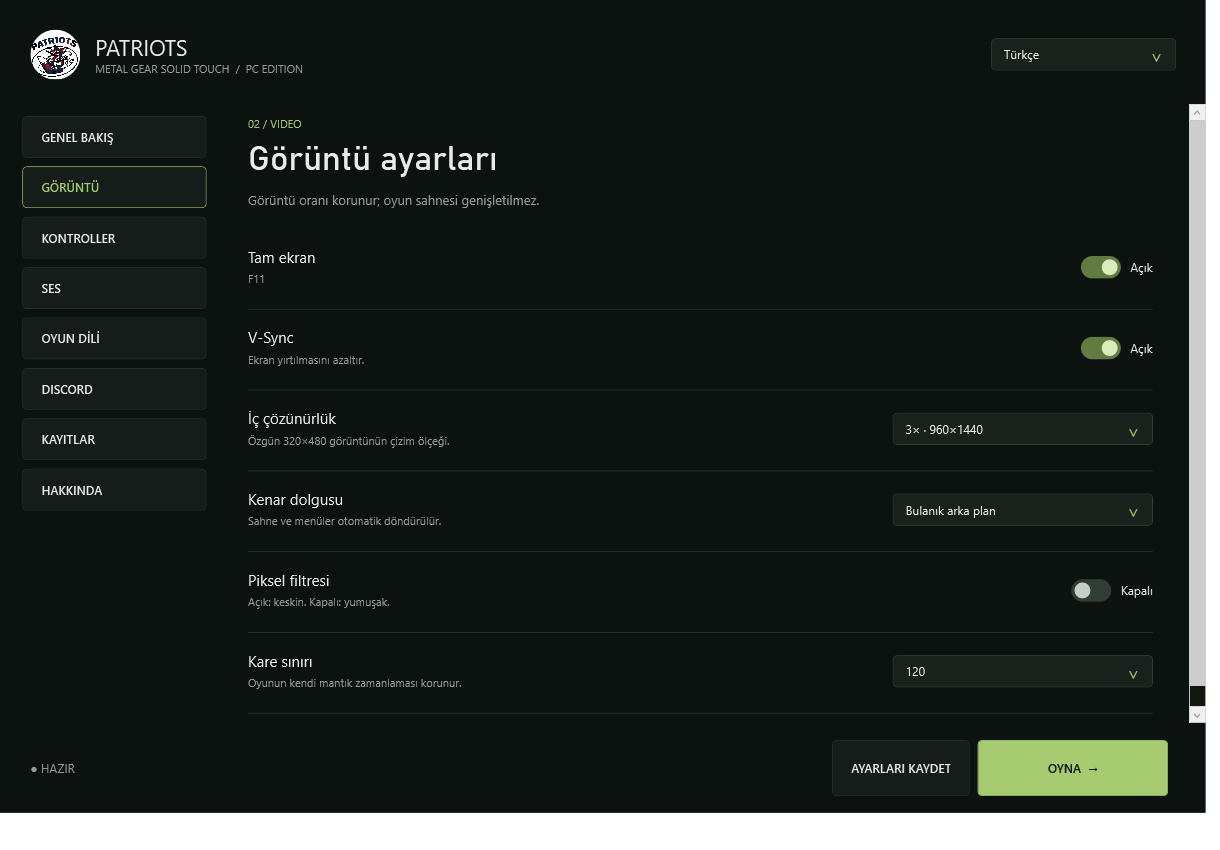 PATRIOTS
PATRIOTS
METAL GEAR SOLID TOUCH / PC EDITION
Türkçe
GENEL BAKIŞ
GÖRÜNTÜ
KONTROLLER
SES
OYUN DİLİ
DISCORD
KAYITLAR
HAKKINDA
02 / VIDEO
Görüntü ayarları
Görüntü oranı korunur; oyun sahnesi genişletilmez.
Tam ekran
F11
Açık
V-Sync
Ekran yırtılmasını azaltır.
Açık
İç çözünürlük
Özgün 320×480 görüntünün çizim ölçeği.
3× · 960×1440
Kenar dolgusu
Sahne ve menüler otomatik döndürülür.
Bulanık arka plan
Piksel filtresi
Açık: keskin. Kapalı: yumuşak.
Kapalı
Kare sınırı
Oyunun kendi mantık zamanlaması korunur.
120
● HAZIR
AYARLARI KAYDET
OYNA →